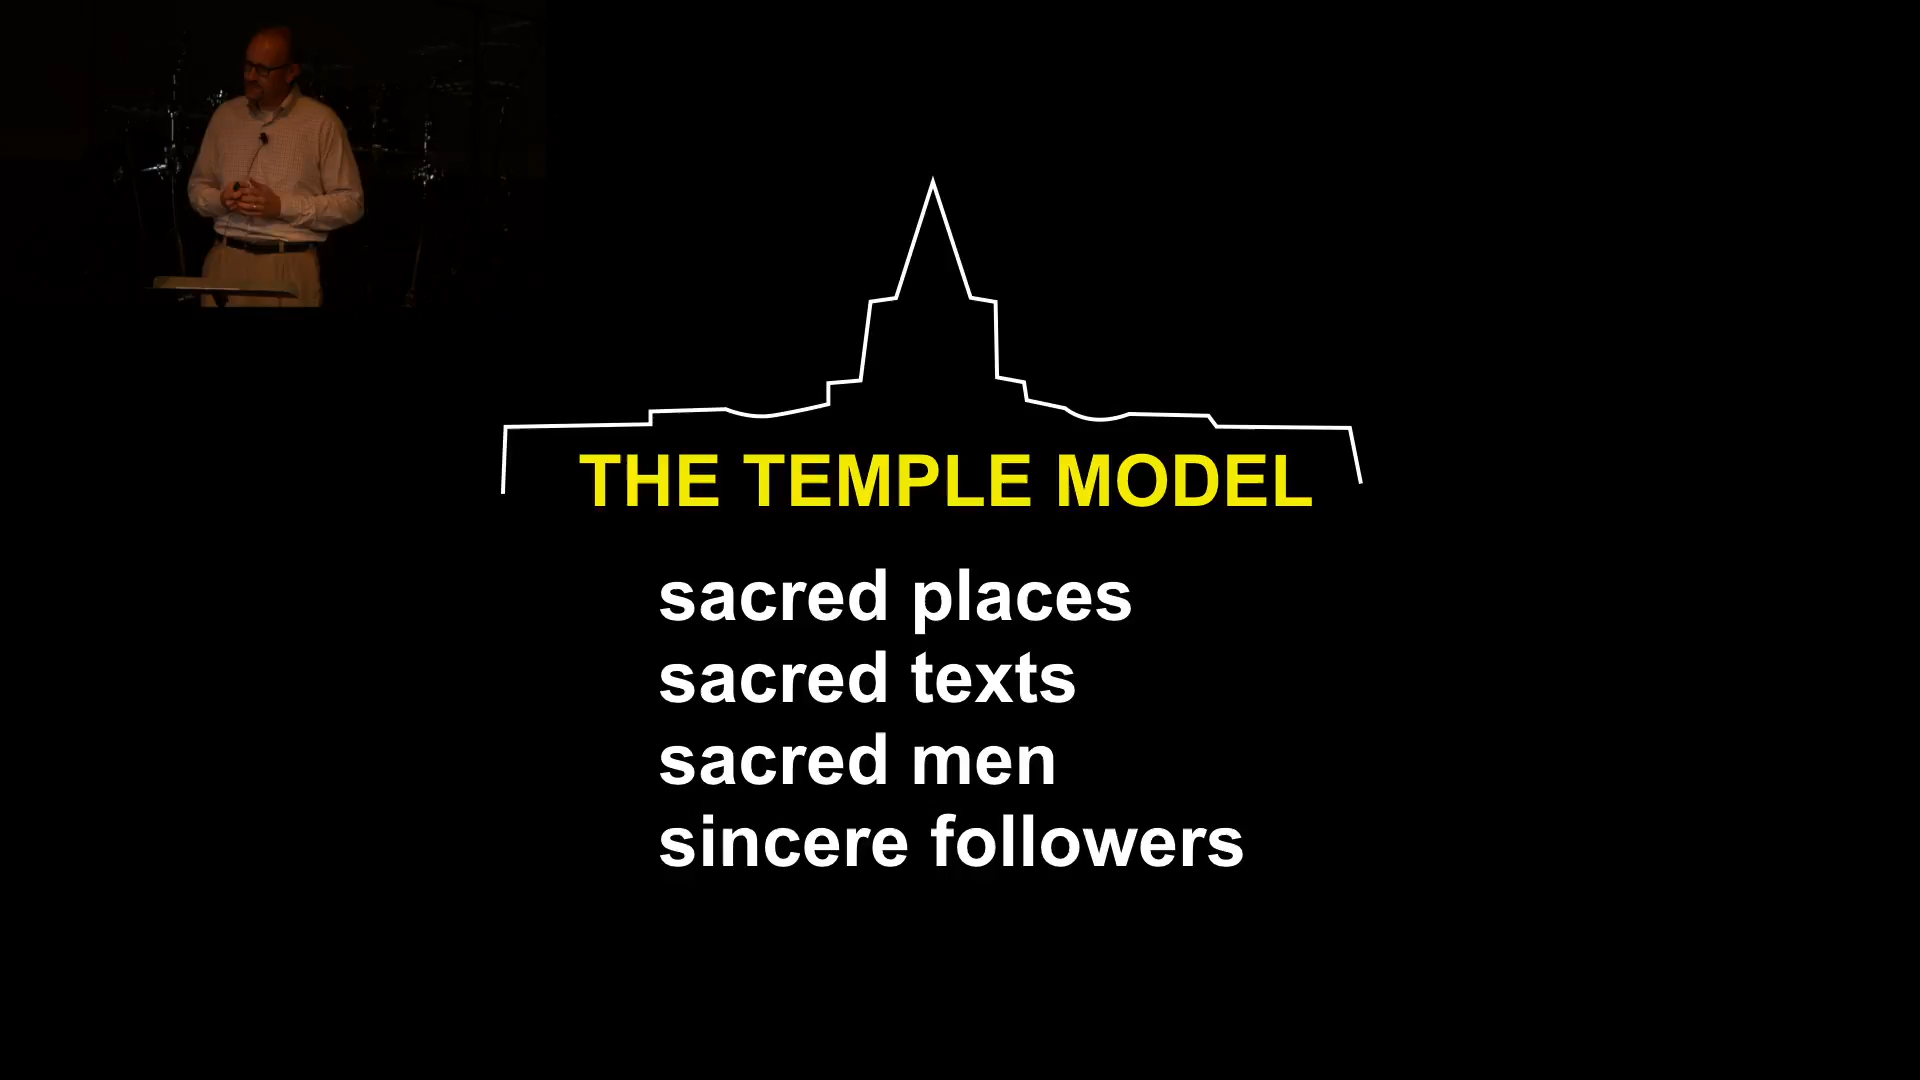 THE TEMPLE MODEL
sacred places
sacred texts
sacred men
sincere followers